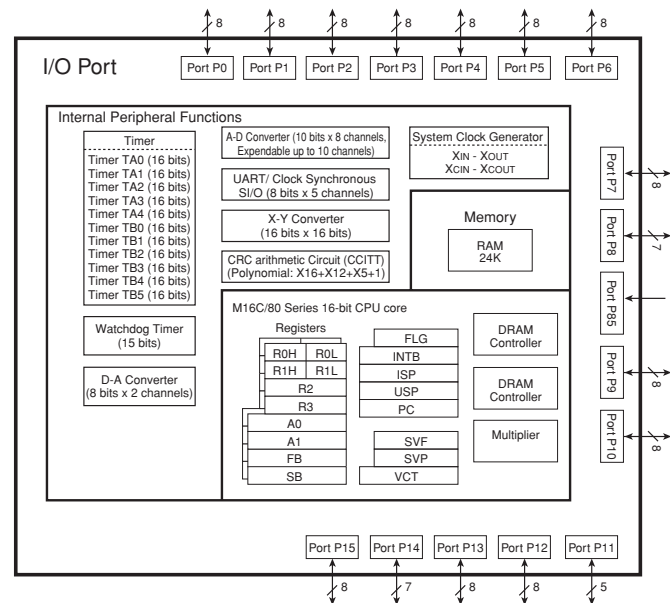 8 8 8 8 8 8 8
I/O Port
Port P0 Port P1 Port P2 Port P3 Port P4 Port P5 Port P6
Internal Peripheral Functions
Timer
Timer TA0 (16 bits)
Timer TA1 (16 bits)
Timer TA2 (16 bits)
Timer TA3 (16 bits)
Timer TA4 (16 bits)
Timer TB0 (16 bits)
Timer TB1 (16 bits)
Timer TB2 (16 bits)
Timer TB3 (16 bits)
Timer TB4 (16 bits)
Timer TB5 (16 bits)
Watchdog Timer
(15 bits)
D-A Converter
(8 bits x 2 channels)
A-D Converter (10 bits x 8 channels,
Expendable up to 10 channels)
UART/ Clock Synchronous
SI/O (8 bits x 5 channels)
X-Y Converter
(16 bits x 16 bits)
CRC arithmetic Circuit (CCITT)
(Polynomial: X16+X12+X5+1)
System Clock Generator
XIN - XOUT
XCIN - XCOUT
Memory
RAM
24K
M16C/80 Series 16-bit CPU core
Registers
R0H R0L
R1H R1L
R2
R3
A0
A1
FB
SB
FLG
INTB
ISP
USP
PC
SVF
SVP
VCT
DRAM
Controller
DRAM
Controller
Multiplier
Port P7
8
Port P8
7
Port P85
Port P9
8
Port P10
8
Port P15 Port P14 Port P13 Port P12 Port P11
8 7 8 8 5